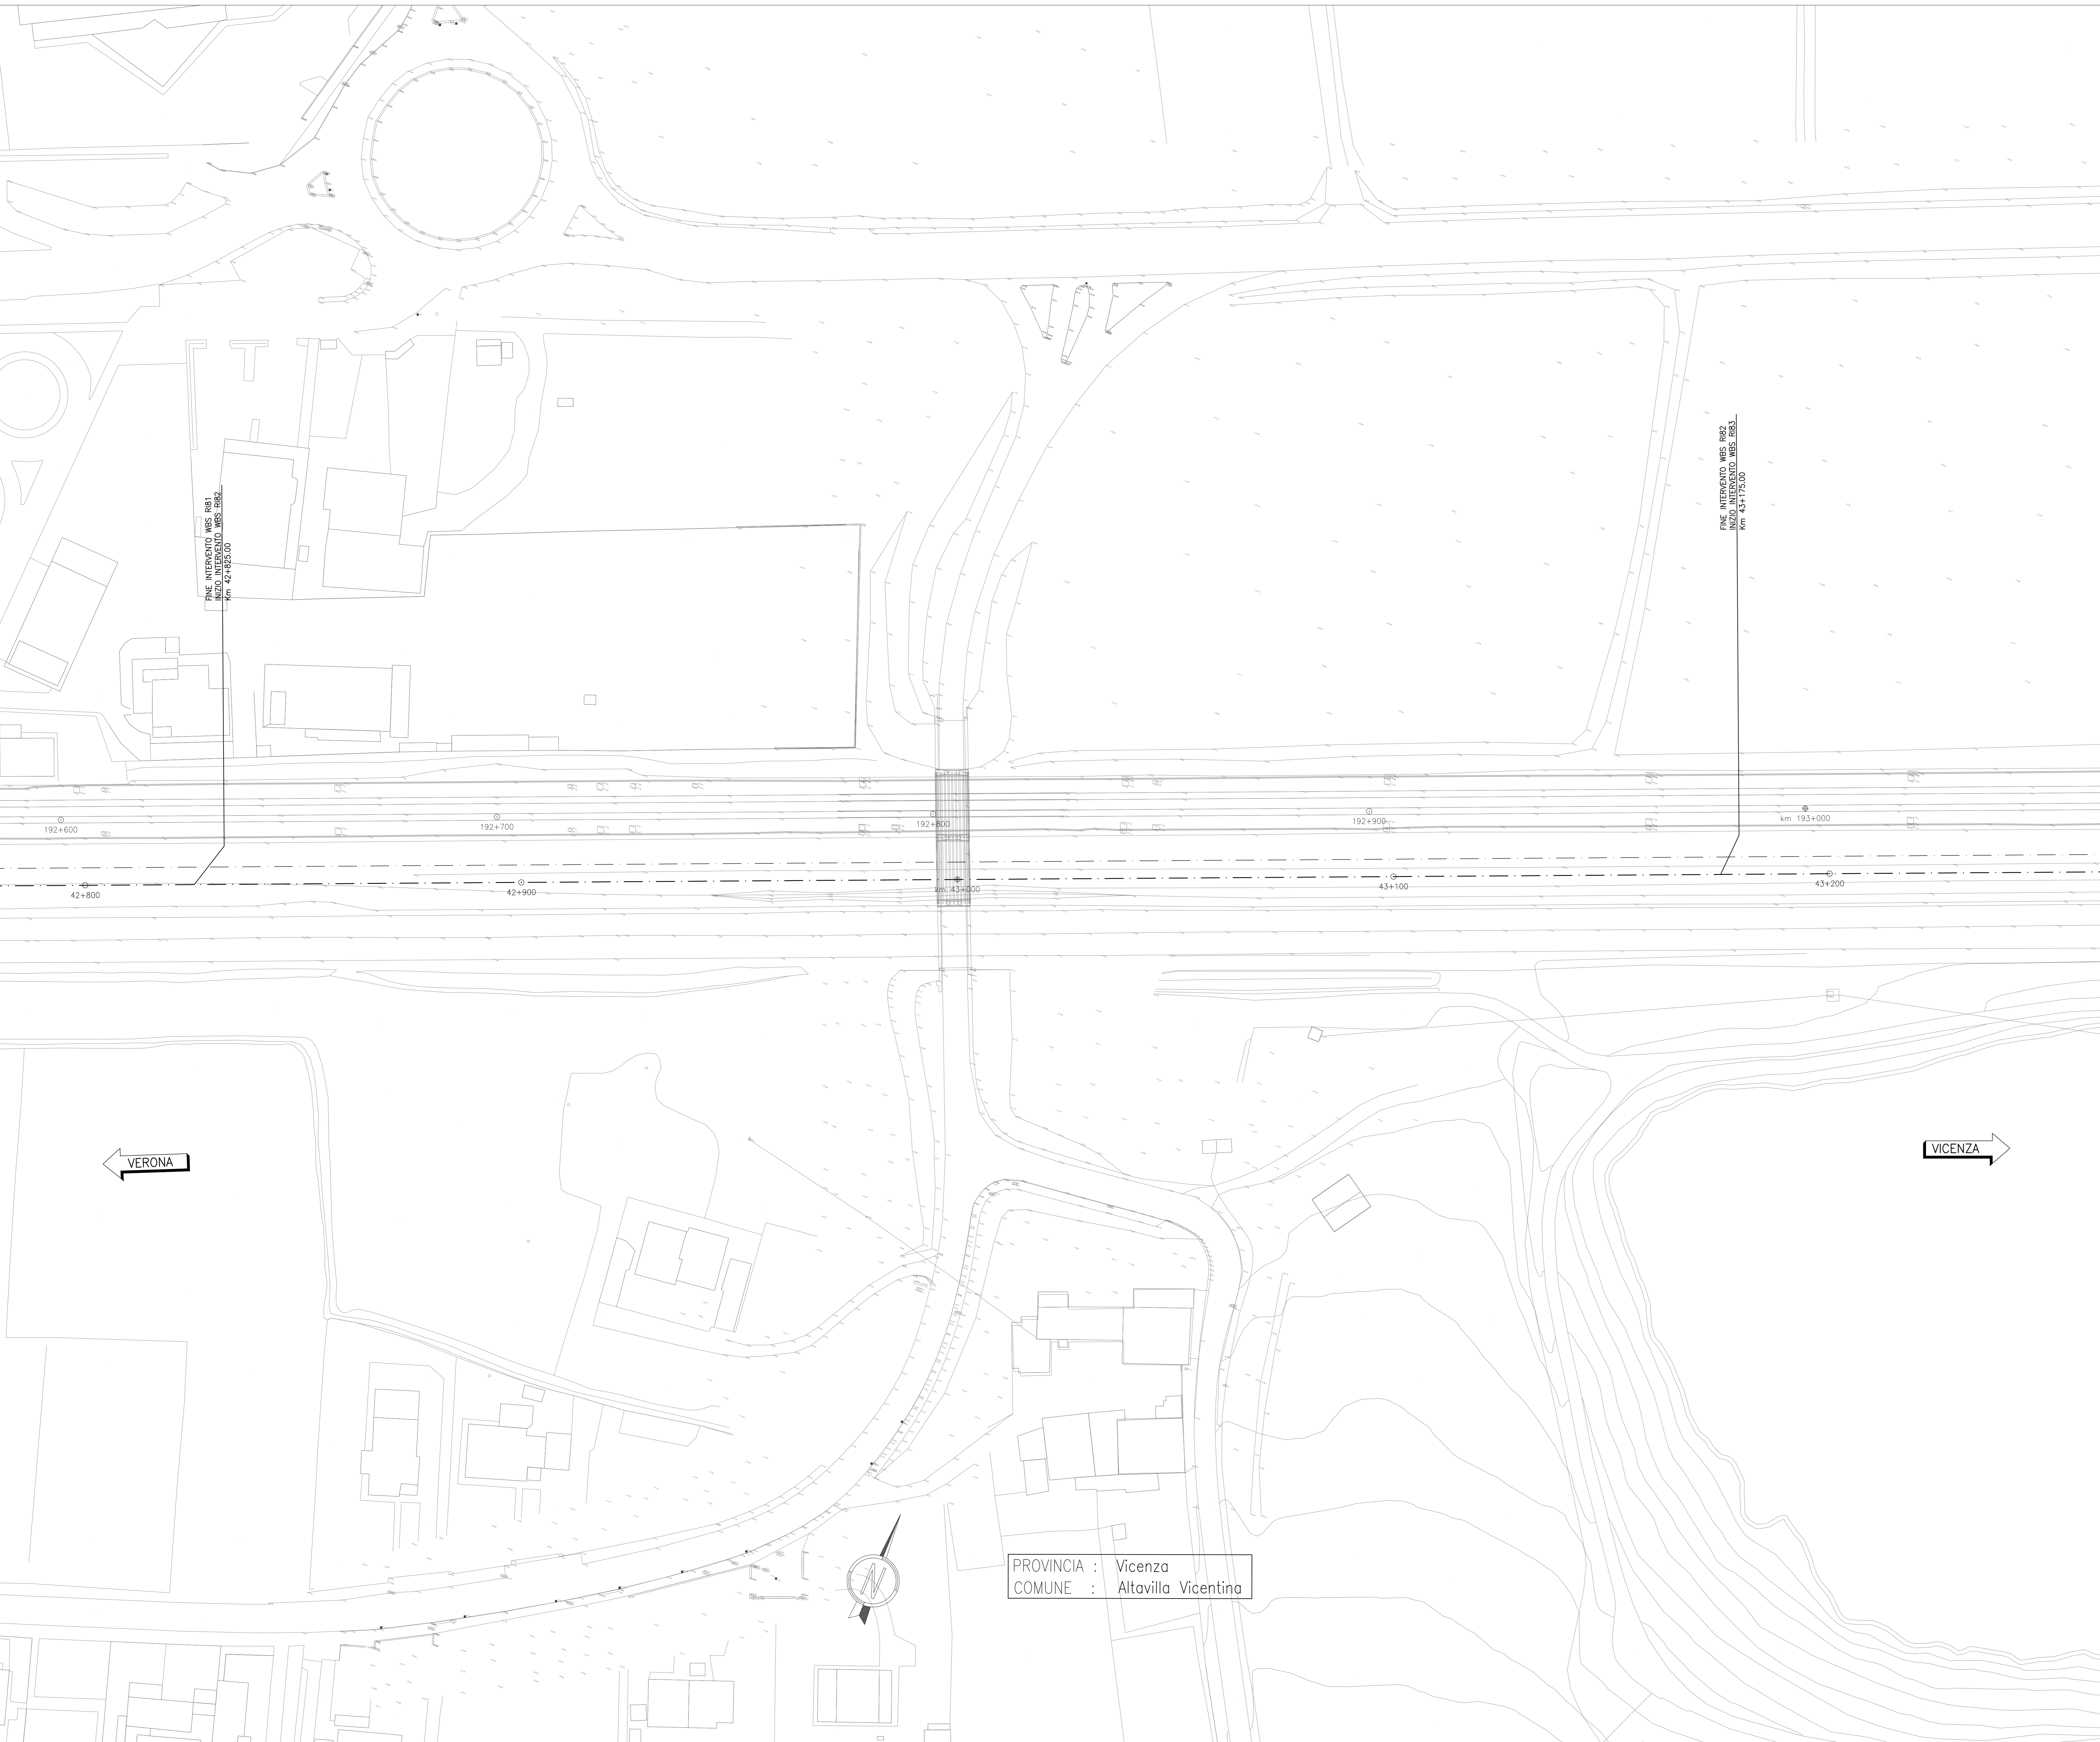 FINE INTERVENTO WBS RI81
INIZIO INTERVENTO WBS RI82
Km 42+825.00
FINE INTERVENTO WBS RI82
INIZIO INTERVENTO WBS RI83
Km 43+175.00
192+600
192+700
192+800
192+900
km 193+000
42+800
42+900
km 43+000
43+100
43+200
VERONA
VICENZA
N
PROVINCIA : Vicenza
COMUNE : Altavilla Vicentina